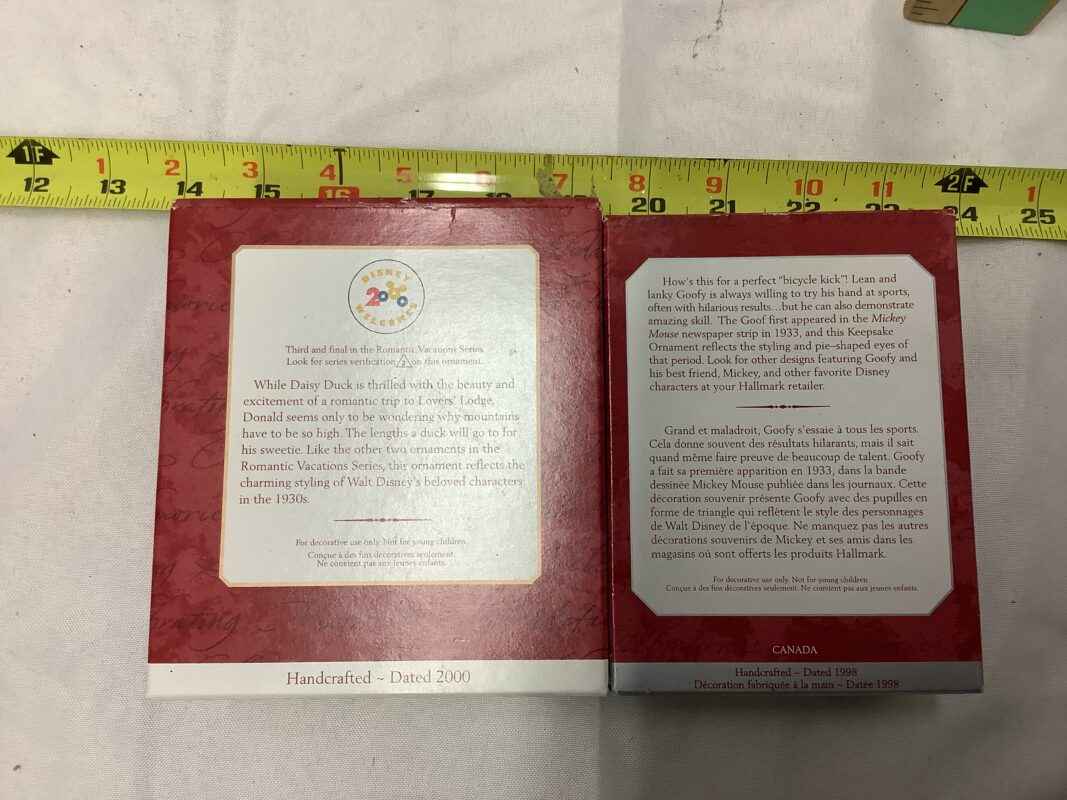 1F 1 2 3 4 5 6 7 8 9 10 11 2F 1
12 13 14 15 16 17 19 20 21 22 23 24 25
DISNEY
2000
WELCOMES
Third and final in the Romantic Vacations Series.
Look for series verification 3 on this ornament.
While Daisy Duck is thrilled with the beauty and
excitement of a romantic trip to Lovers' Lodge,
Donald seems only to be wondering why mountains
have to be so high. The lengths a duck will go to for
his sweetie. Like the other two ornaments in the
Romantic Vacations Series, this ornament reflects the
charming styling of Walt Disney's beloved characters
in the 1930s.
For decorative use only. Not for young children.
Conçue à des fins décoratives seulement.
Ne convient pas aux jeunes enfants.
Handcrafted ~ Dated 2000
How's this for a perfect "bicycle kick"! Lean and
lanky Goofy is always willing to try his hand at sports,
often with hilarious results...but he can also demonstrate
amazing skill. The Goof first appeared in the Mickey
Mouse newspaper strip in 1933, and this Keepsake
Ornament reflects the styling and pie-shaped eyes of
that period. Look for other designs featuring Goofy and
his best friend, Mickey, and other favorite Disney
characters at your Hallmark retailer.
Grand et maladroit, Goofy s'essaie à tous les sports.
Cela donne souvent des résultats hilarants, mais il sait
quand même faire preuve de beaucoup de talent. Goofy
a fait sa première apparition en 1933, dans la bande
dessinée Mickey Mouse publiée dans les journaux. Cette
décoration souvenir présente Goofy avec des pupilles en
forme de triangle qui reflètent le style des personnages
de Walt Disney de l'époque. Ne manquez pas les autres
décorations souvenirs de Mickey et ses amis dans les
magasins où sont offerts les produits Hallmark.
For decorative use only. Not for young children.
Conçue à des fins décoratives seulement. Ne convient pas aux jeunes enfants.
CANADA
Handcrafted ~ Dated 1998
Décoration fabriquée à la main ~ Datée 1998